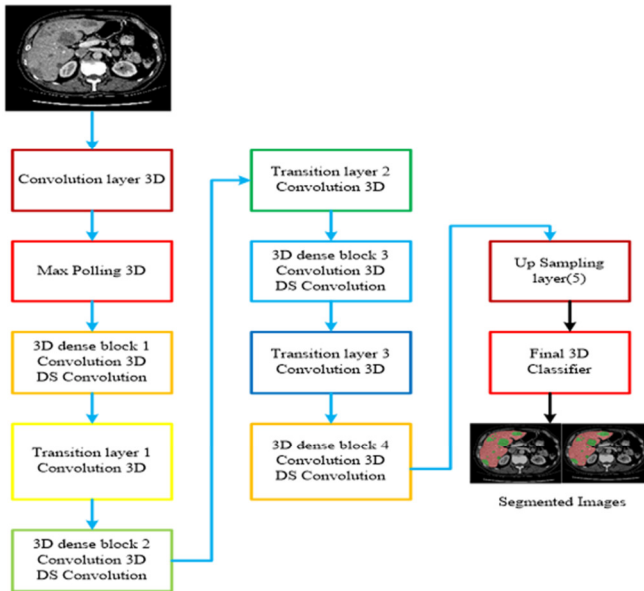 Convolution layer 3D
Max Polling 3D
3D dense block 1
Convolution 3D
DS Convolution
Transition layer 1
Convolution 3D
3D dense block 2
Convolution 3D
DS Convolution
Transition layer 2
Convolution 3D
3D dense block 3
Convolution 3D
DS Convolution
Transition layer 3
Convolution 3D
3D dense block 4
Convolution 3D
DS Convolution
Up Sampling
layer(5)
Final 3D
Classifier
Segmented Images